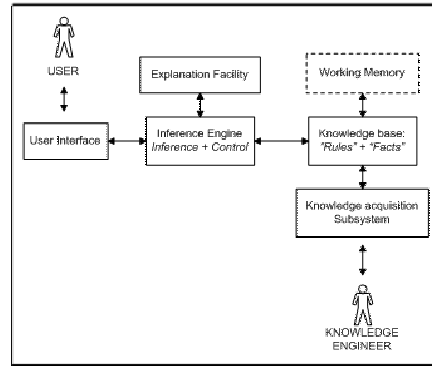 USER
Explanation Facility
Working Memory
User Interface
Inference Engine
Inference + Control
Knowledge base:
"Rules" + "Facts"
Knowledge acquisition
Subsystem
KNOWLEDGE
ENGINEER